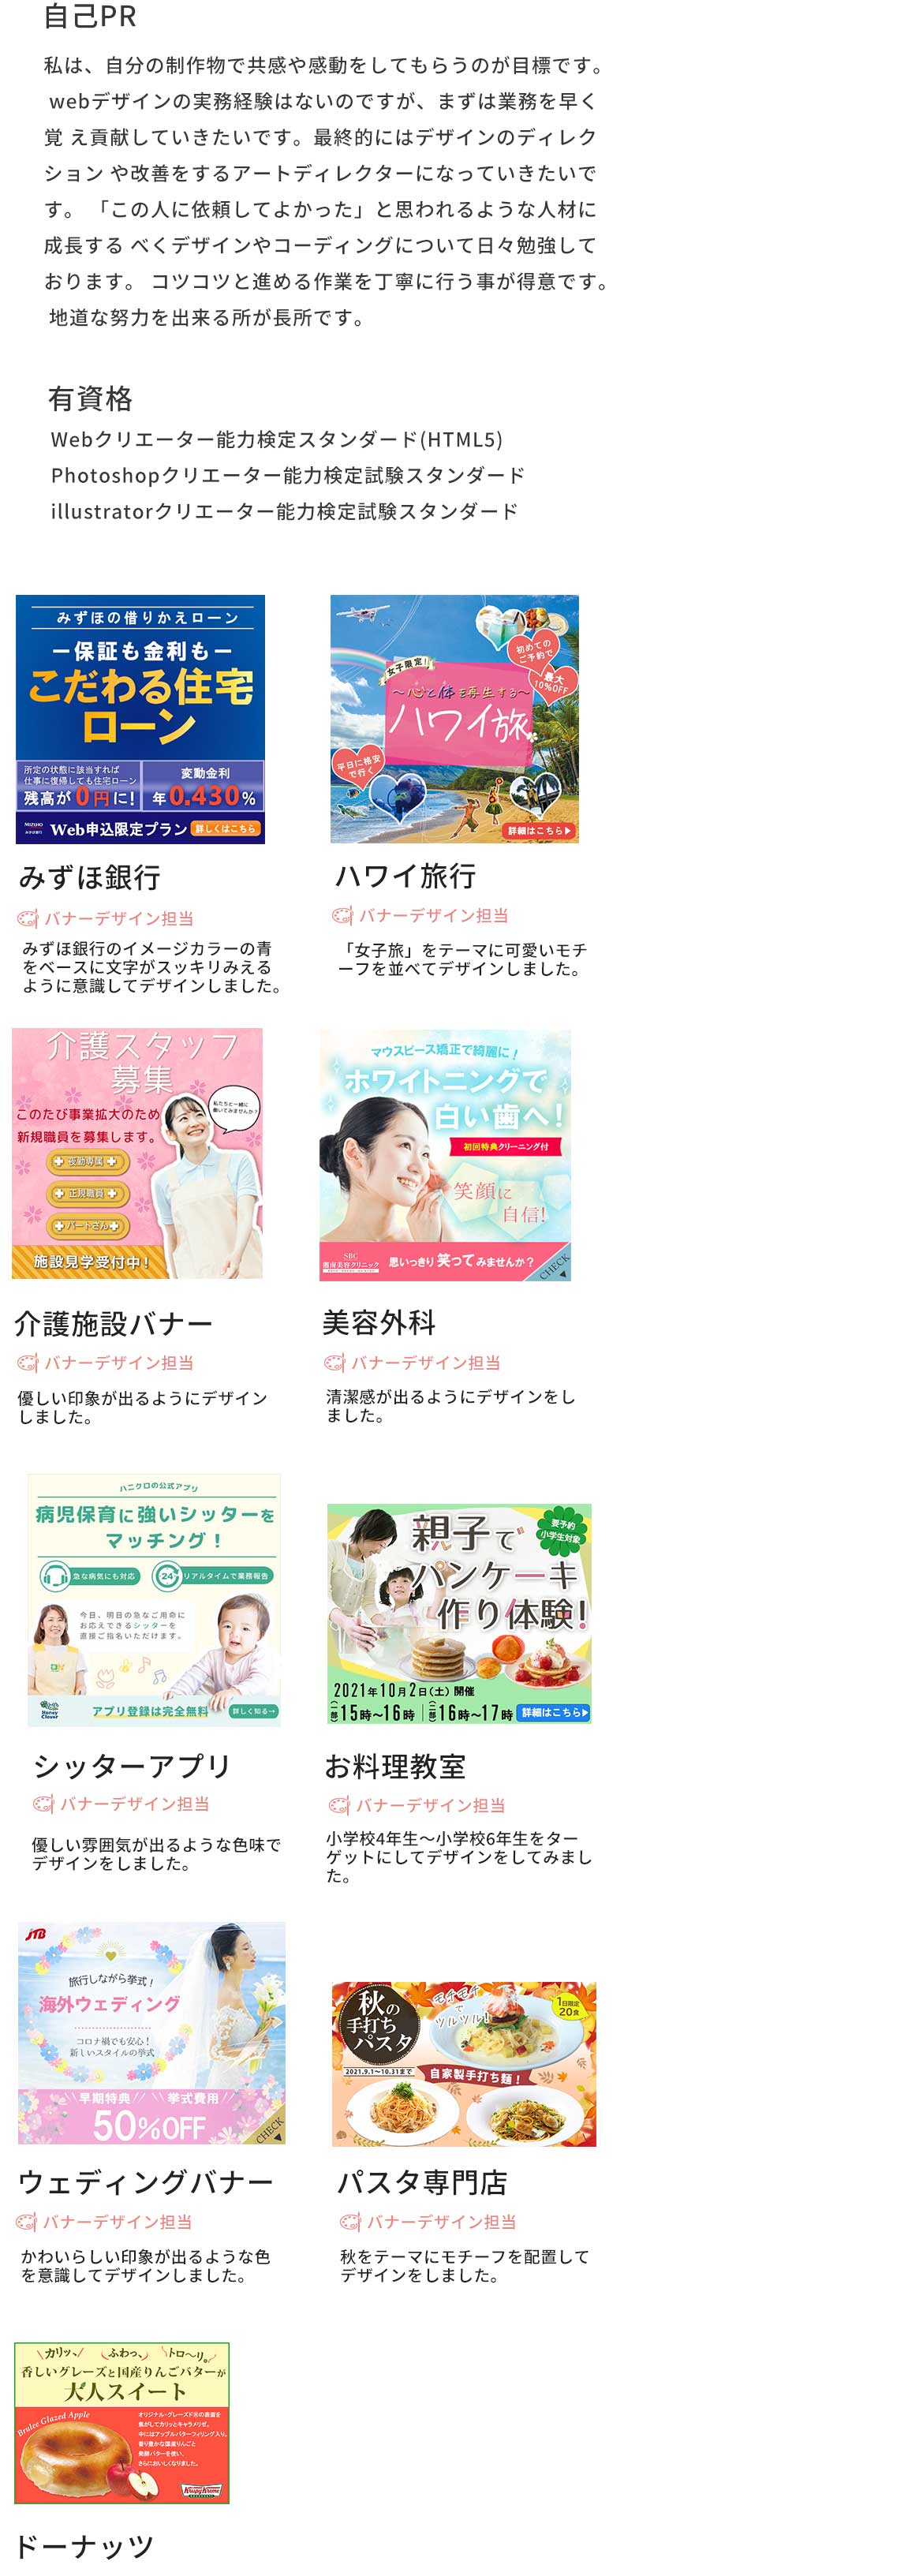 自己PR
私は、自分の制作物で共感や感動をしてもらうのが目標です。
webデザインの実務経験はないのですが、まずは業務を早く
覚 え貢献していきたいです。最終的にはデザインのディレク
ション や改善をするアートディレクターになっていきたいで
す。 「この人に依頼してよかった」と思われるような人材に
成長する べくデザインやコーディングについて日々勉強して
おります。 コツコツと進める作業を丁寧に行う事が得意です。
地道な努力を出来る所が長所です。
有資格
Webクリエーター能力検定スタンダード(HTML5)
Photoshopクリエーター能力検定試験スタンダード
illustratorクリエーター能力検定試験スタンダード
みずほの借りかえローン
ー保証も金利もー
こだわる住宅
ローン
所定の状態に該当すれば
仕事に復帰しても住宅ローン
残高が0円に!
変動金利
年0.430%
MIZUHO
みずほ銀行
Web申込限定プラン
詳しくはこちら
初めての
ご予約で
最大
10%OFF
女子限定!
〜心と体を再生する〜
ハワイ旅
平日に格安
で行く
詳細はこちら▶
みずほ銀行
バナーデザイン担当
みずほ銀行のイメージカラーの青
をベースに文字がスッキリみえる
ように意識してデザインしました。
ハワイ旅行
バナーデザイン担当
「女子旅」をテーマに可愛いモチ
ーフを並べてデザインしました。
介護スタッフ
募集
このたび事業拡大のため
新規職員を募集します。
私たちと一緒に
働いてみませんか?
夜勤専属
正規職員
パートさん
施設見学受付中!
マウスピース矯正で綺麗に!
ホワイトニングで
白い歯へ!
初回特典クリーニング付
笑顔に
自信!
SBC
湘南美容クリニック
思いっきり笑ってみませんか?
CHECK
介護施設バナー
バナーデザイン担当
優しい印象が出るようにデザイン
しました。
美容外科
バナーデザイン担当
清潔感が出るようにデザインをし
ました。
ハニクロの公式アプリ
病児保育に強いシッターを
マッチング!
急な病気にも対応
24
リアルタイムで業務報告
今日、明日の急なご用命に
お応えできるシッターを
直接ご指名いただけます。
Honey
Clover
アプリ登録は完全無料
詳しく知る→
親子で
パンケーキ
作り体験!
要予約
小学生対象
2021年10月2日(土) 開催
(一部)15時〜16時 (二部)16時〜17時
詳細はこちら▶
シッターアプリ
バナーデザイン担当
優しい雰囲気が出るような色味で
デザインをしました。
お料理教室
バナーデザイン担当
小学校4年生〜小学校6年生をター
ゲットにしてデザインをしてみまし
た。
JTB
旅行しながら挙式!
海外ウェディング
コロナ禍でも安心!
新しいスタイルの挙式
早期特典 挙式費用
50%OFF
CHECK
秋の
手打ち
パスタ
モチモチ
で
ツルツル!
1日限定
20食
2021.9.1〜10.31まで
自家製手打ち麺!
ウェディングバナー
バナーデザイン担当
かわいらしい印象が出るような色
を意識してデザインしました。
パスタ専門店
バナーデザイン担当
秋をテーマにモチーフを配置して
デザインをしました。
カリッ、 ふわっ、 トロ〜リ。
香しいグレーズと国産りんごバターが
大人スイート
Brulee Glazed Apple
オリジナル・グレーズド®の表面を
焦がしてカリッとキャラメリゼ。
中にはアップルバターフィリング入り。
香り豊かな国産りんごと
発酵バターを使い、
さらにおいしくなりました。
Krispy Kreme
ドーナッツ